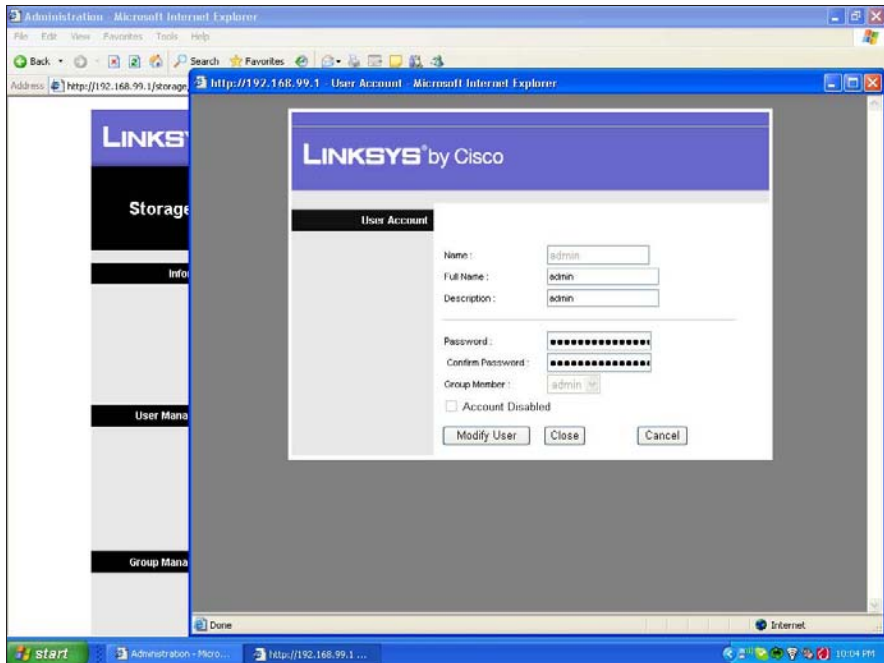 Administration - Microsoft Internet Explorer
File Edit View Favorites Tools Help
Back Search Favorites
Address http://192.168.99.1/storage
http://192.168.99.1 - User Account - Microsoft Internet Explorer
LINKSYS
LINKSYS® by Cisco
Storage
User Account
Name : admin
Infor
Full Name : admin
Description : admin
Password :
Confirm Password :
Group Member : admin
Account Disabled
User Mana
Modify User Close Cancel
Group Mana
Done Internet
start Administration - Micro... http://192.168.99.1 ... 10:04 PM